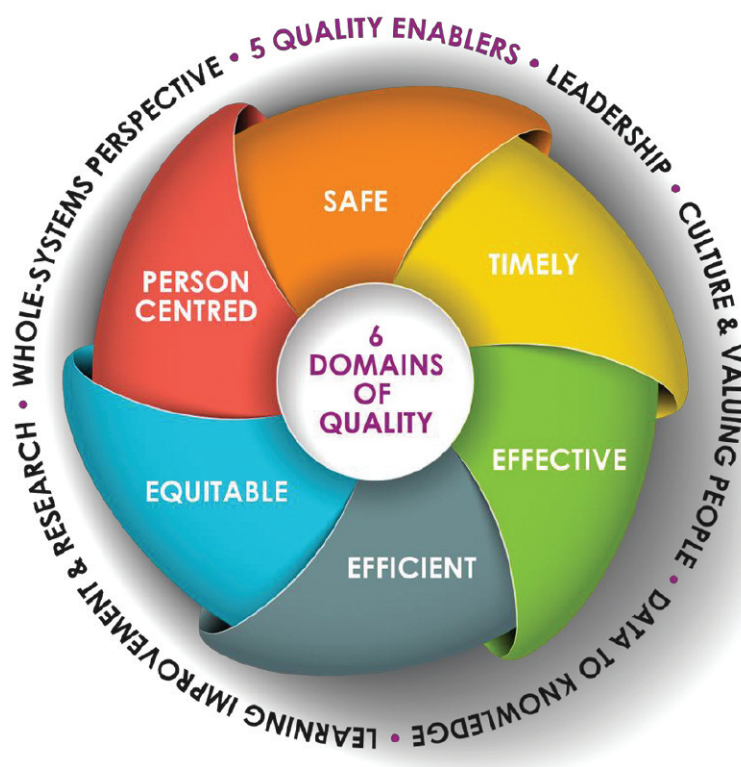 • 5 QUALITY ENABLERS • LEADERSHIP • CULTURE & VALUING PEOPLE • DATA TO KNOWLEDGE • LEARNING IMPROVEMENT & RESEARCH • WHOLE-SYSTEMS PERSPECTIVE
SAFE
TIMELY
EFFECTIVE
EFFICIENT
EQUITABLE
PERSON
CENTRED
6
DOMAINS
OF
QUALITY